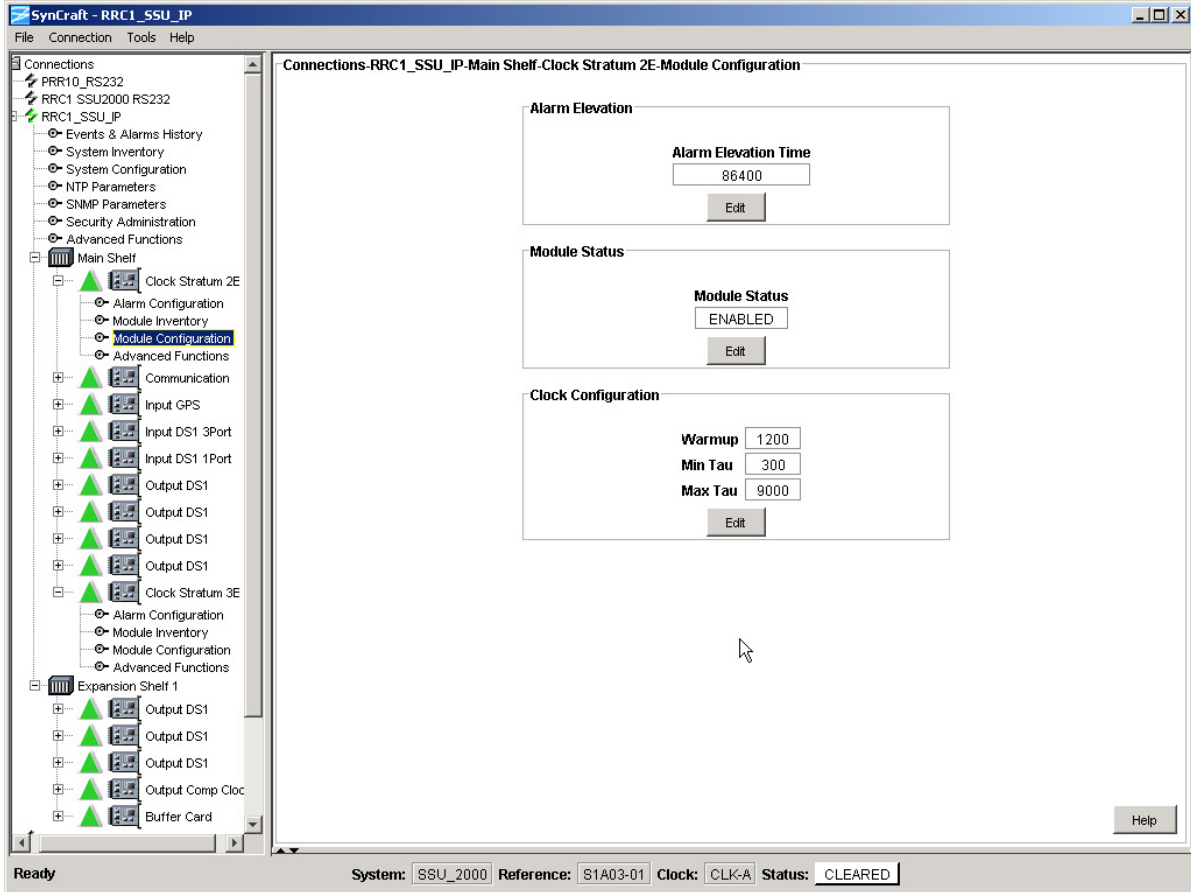 SynCraft - RRC1_SSU_IP
File Connection Tools Help
Connections
PRR10_RS232
RRC1 SSU2000 RS232
RRC1_SSU_IP
Events & Alarms History
System Inventory
System Configuration
NTP Parameters
SNMP Parameters
Security Administration
Advanced Functions
Main Shelf
Clock Stratum 2E
Alarm Configuration
Module Inventory
Module Configuration
Advanced Functions
Communication
Input GPS
Input DS1 3Port
Input DS1 1Port
Output DS1
Output DS1
Output DS1
Output DS1
Clock Stratum 3E
Alarm Configuration
Module Inventory
Module Configuration
Advanced Functions
Expansion Shelf 1
Output DS1
Output DS1
Output DS1
Output Comp Cloc
Buffer Card
Connections-RRC1_SSU_IP-Main Shelf-Clock Stratum 2E-Module Configuration
Alarm Elevation
Alarm Elevation Time
86400
Edit
Module Status
Module Status
ENABLED
Edit
Clock Configuration
Warmup 1200
Min Tau 300
Max Tau 9000
Edit
Help
Ready System: SSU_2000 Reference: S1A03-01 Clock: CLK-A Status: CLEARED